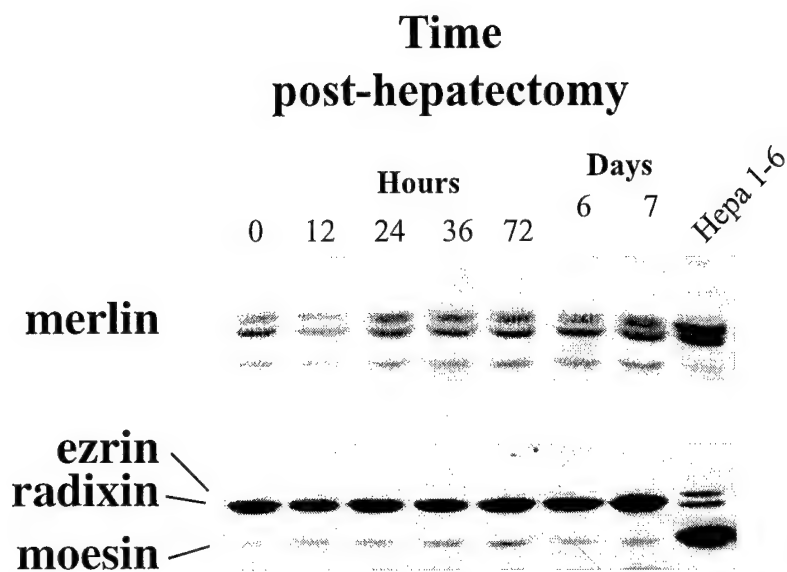 Time
post-hepatectomy
Hours
Days
0 12 24 36 72 6 7 Hepa 1-6
merlin
ezrin
radixin
moesin